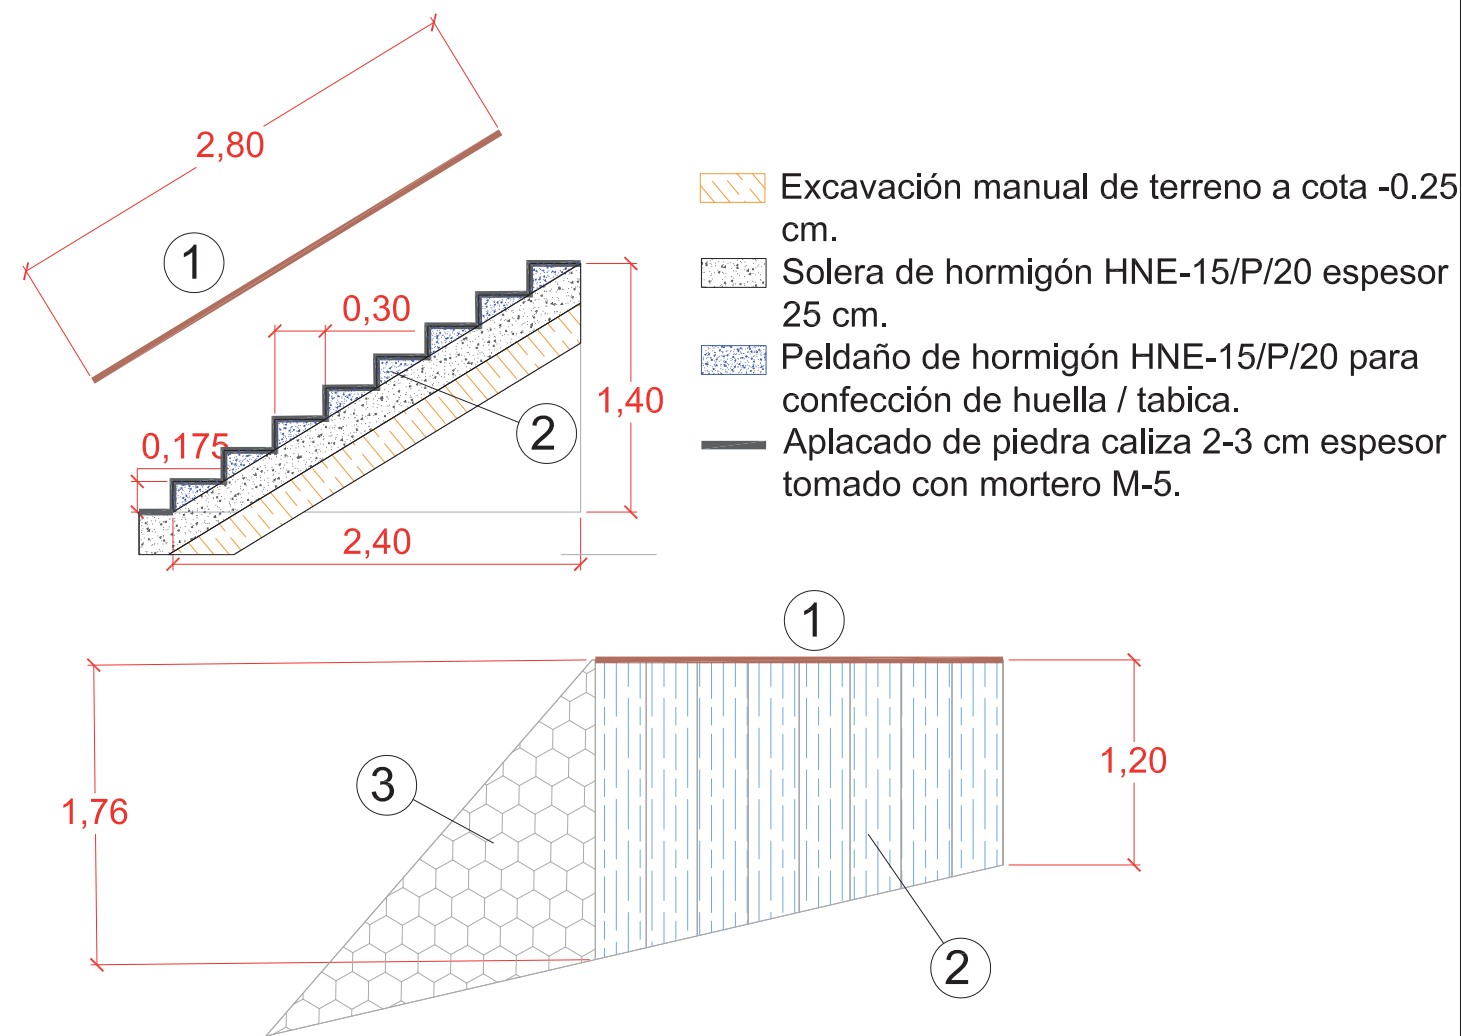 2,80
1
0,30
1,40
2
0,175
2,40
Excavación manual de terreno a cota -0.25
cm.
Solera de hormigón HNE-15/P/20 espesor
25 cm.
Peldaño de hormigón HNE-15/P/20 para
confección de huella / tabica.
Aplacado de piedra caliza 2-3 cm espesor
tomado con mortero M-5.
1
1,20
3
1,76
2